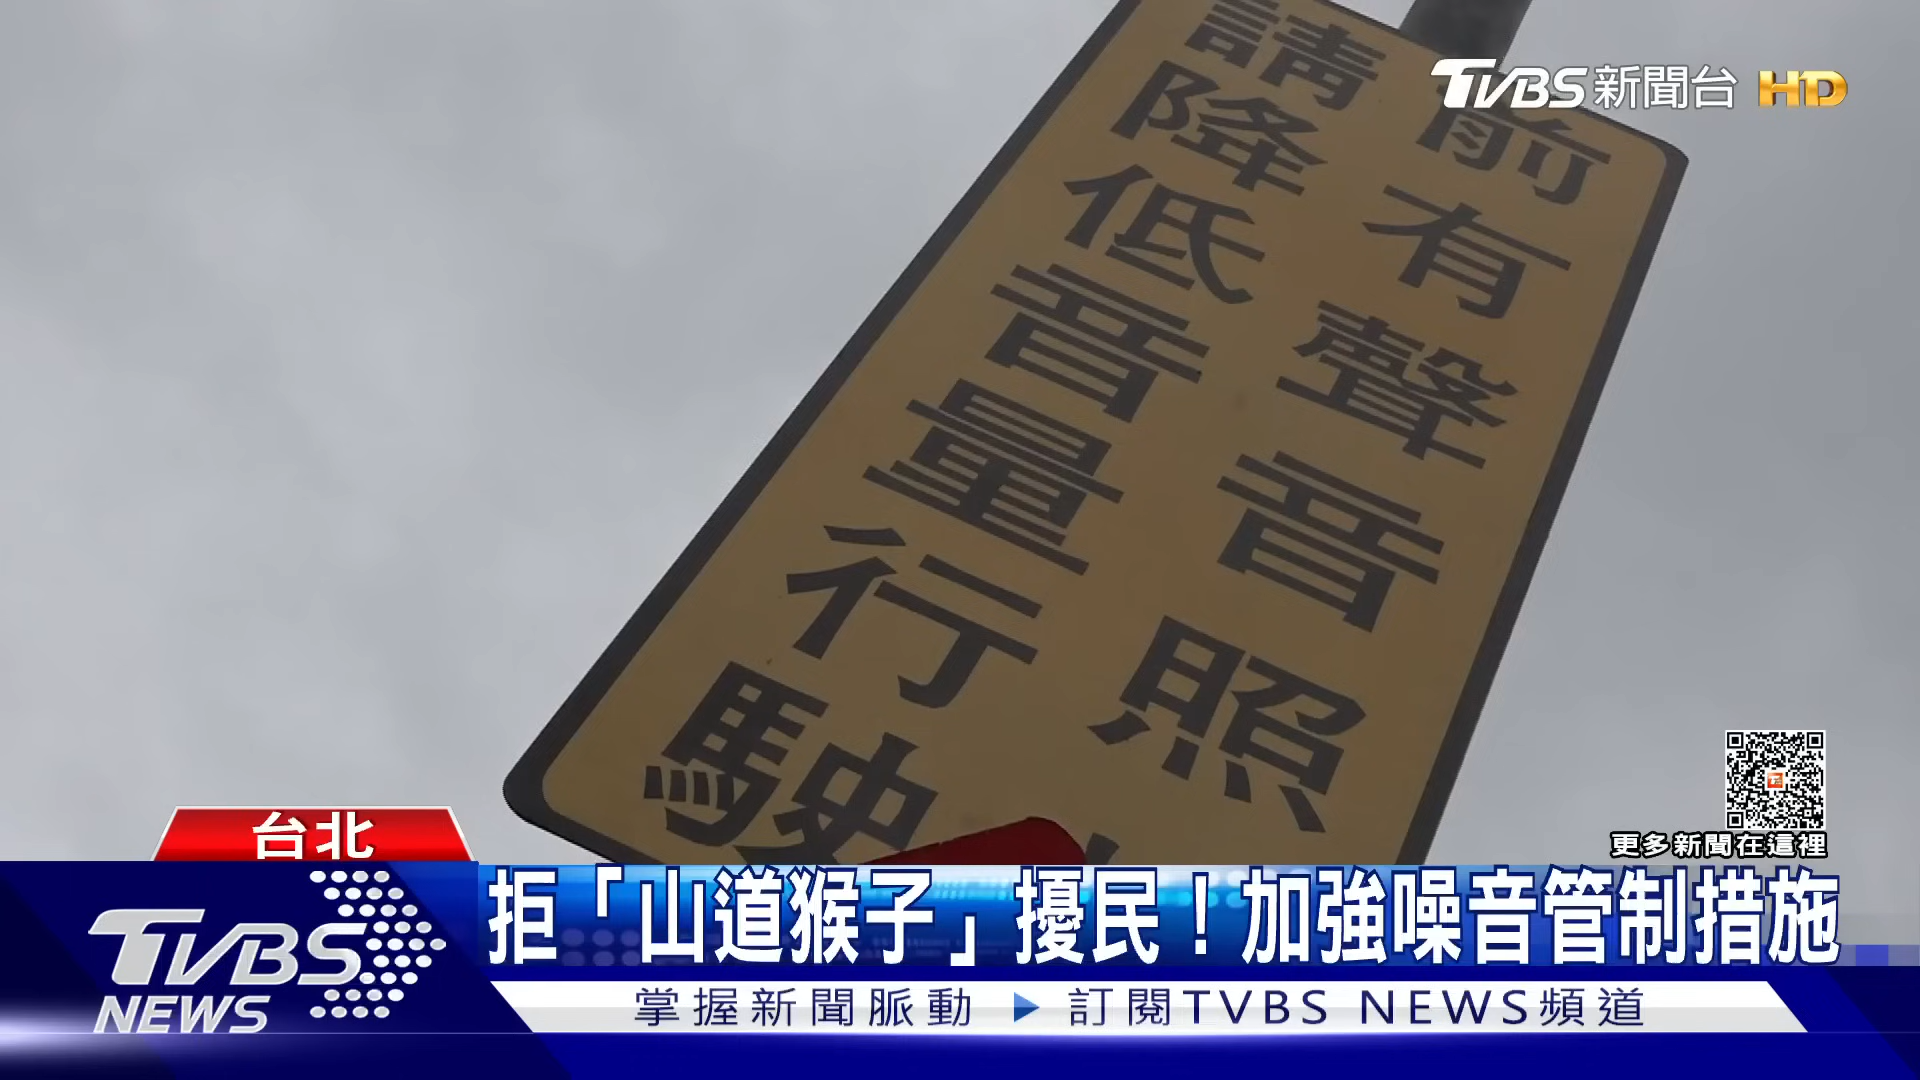 TVBS新聞台 HD
前有聲音照
請降低音量行駛
更多新聞在這裡
台北
拒「山道猴子」擾民！加強噪音管制措施
TVBS NEWS
掌握新聞脈動 訂閱TVBS NEWS頻道